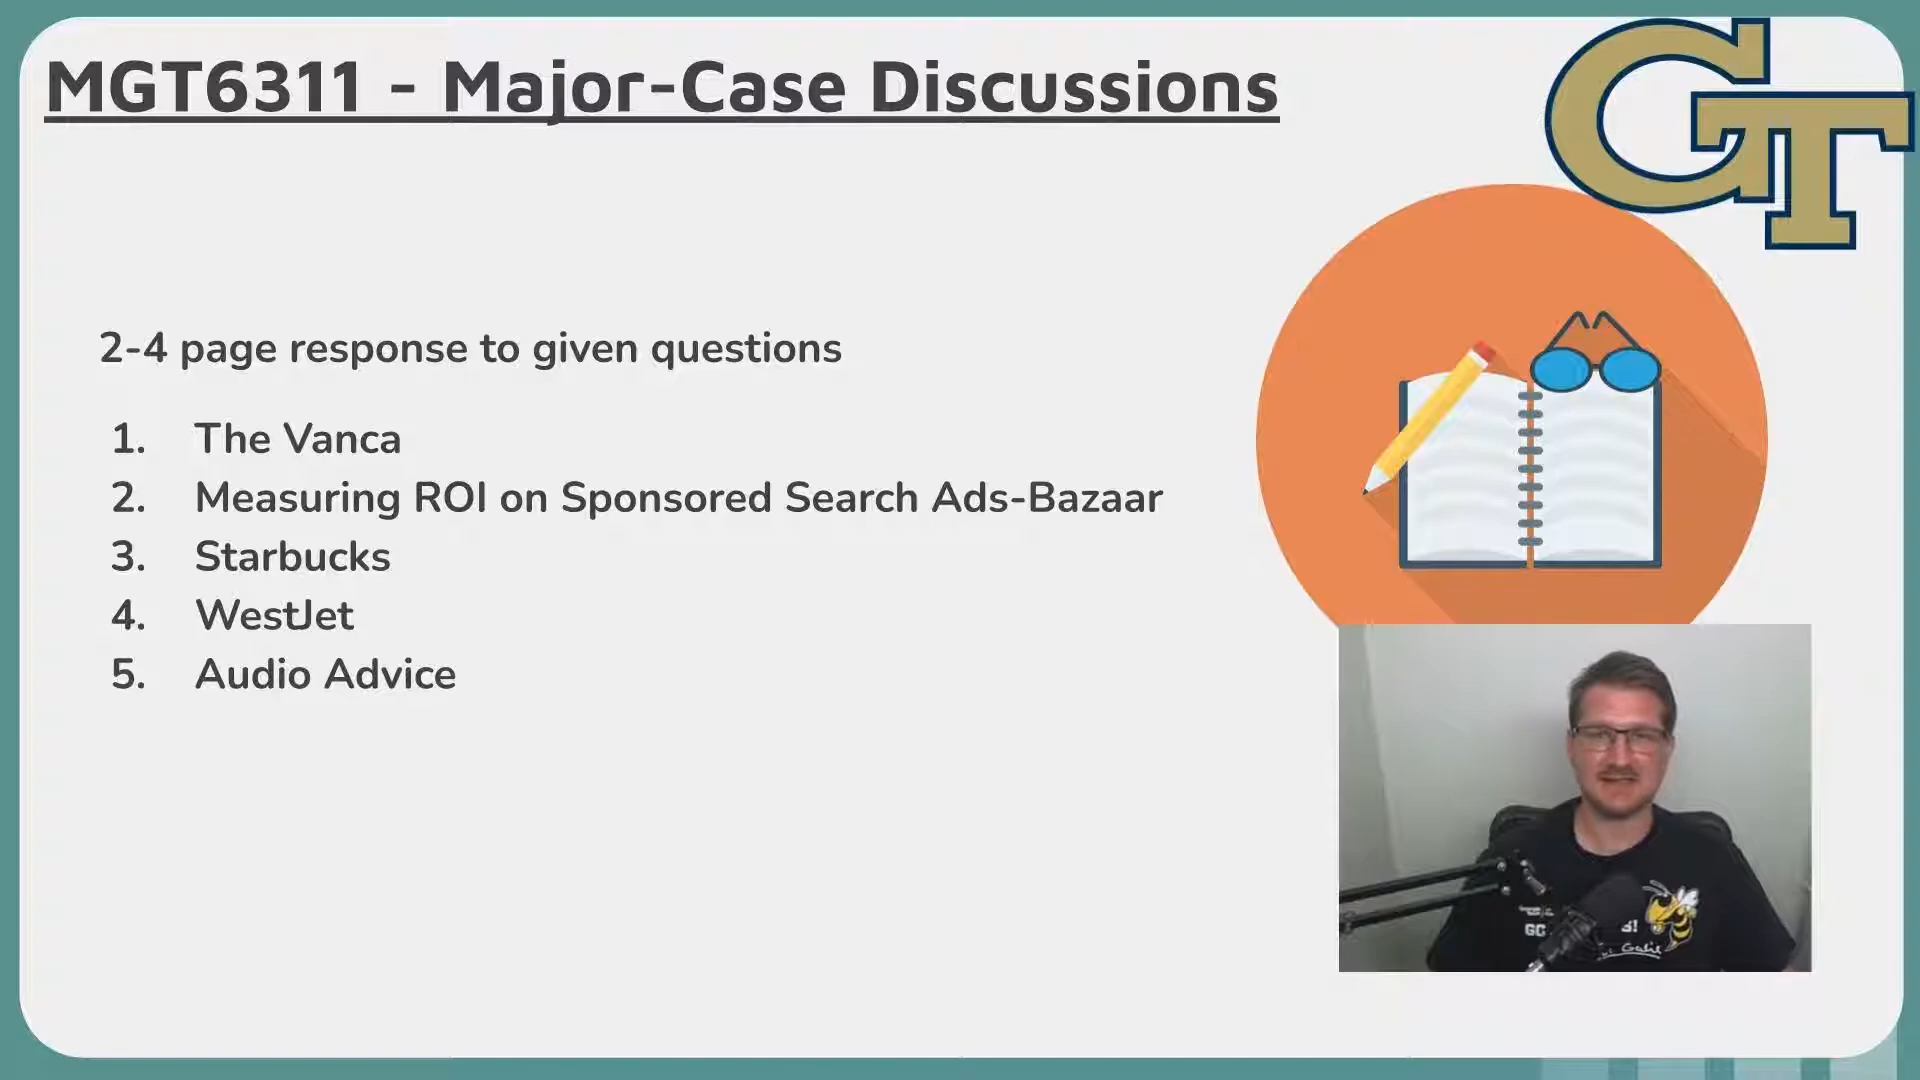 MGT6311 - Major-Case Discussions
GT
2-4 page response to given questions
1. The Vanca
2. Measuring ROI on Sponsored Search Ads-Bazaar
3. Starbucks
4. WestJet
5. Audio Advice